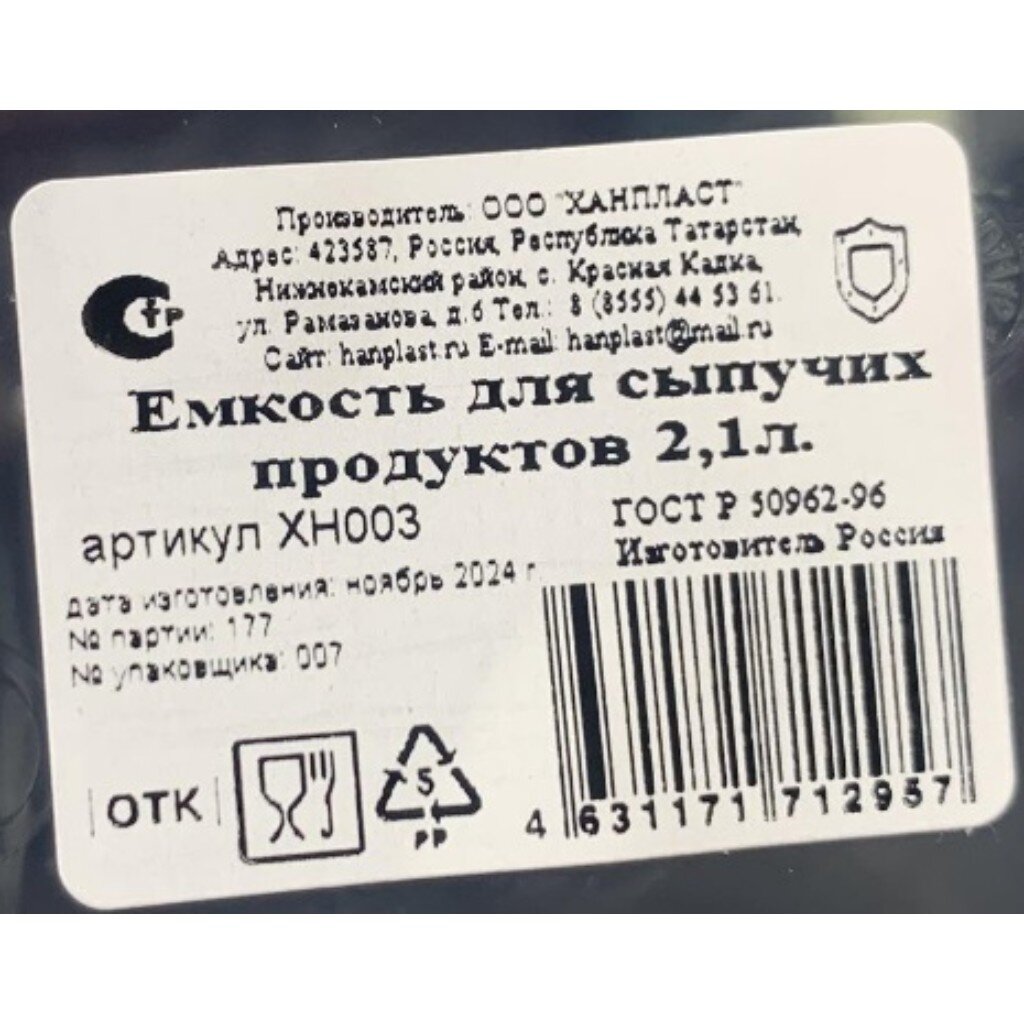 Производитель: ООО "ХАНПЛАСТ"
Адрес: 423587, Россия, Республика Татарстан,
Нижнекамский район, с. Красная Кадка,
ул. Рамазанова, д.6 Тел.: 8 (8555) 44 53 61.
Сайт: hanplast.ru E-mail: hanplast@mail.ru
Емкость для сыпучих
продуктов 2,1л.
артикул ХН003
ГОСТ Р 50962-96
Изготовитель Россия
дата изготовления: ноябрь 2024 г.
№ партии: 177
№ упаковщика: 007
ОТК
5
PP
4 631171 712957